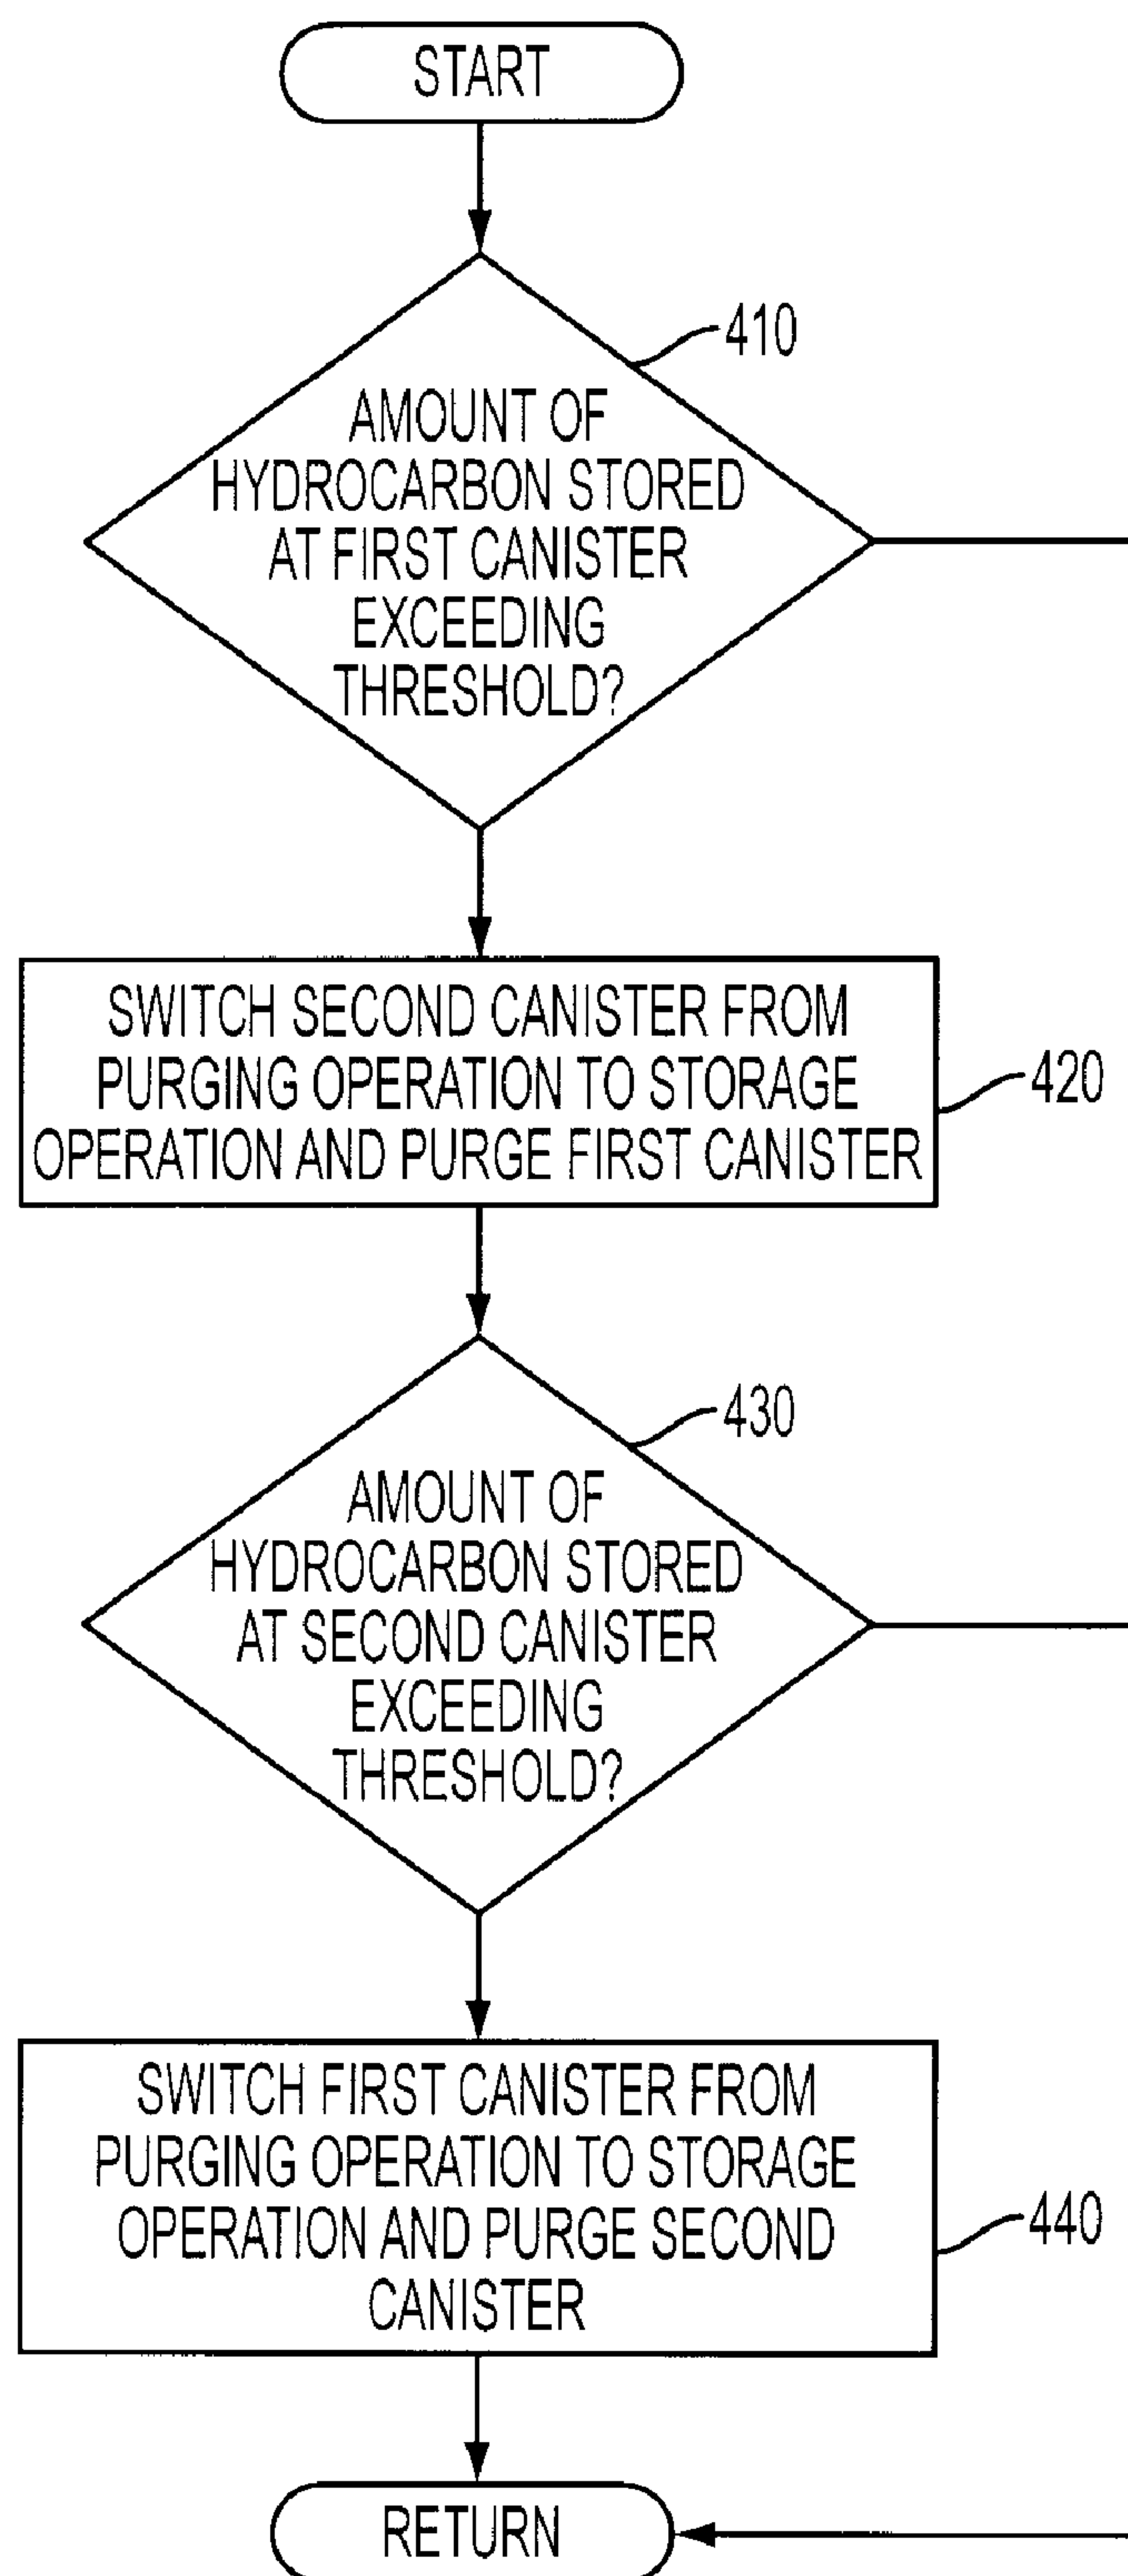 START
410
AMOUNT OF
HYDROCARBON STORED
AT FIRST CANISTER
EXCEEDING
THRESHOLD?
SWITCH SECOND CANISTER FROM
PURGING OPERATION TO STORAGE
OPERATION AND PURGE FIRST CANISTER
420
430
AMOUNT OF
HYDROCARBON STORED
AT SECOND CANISTER
EXCEEDING
THRESHOLD?
SWITCH FIRST CANISTER FROM
PURGING OPERATION TO STORAGE
OPERATION AND PURGE SECOND
CANISTER
440
RETURN